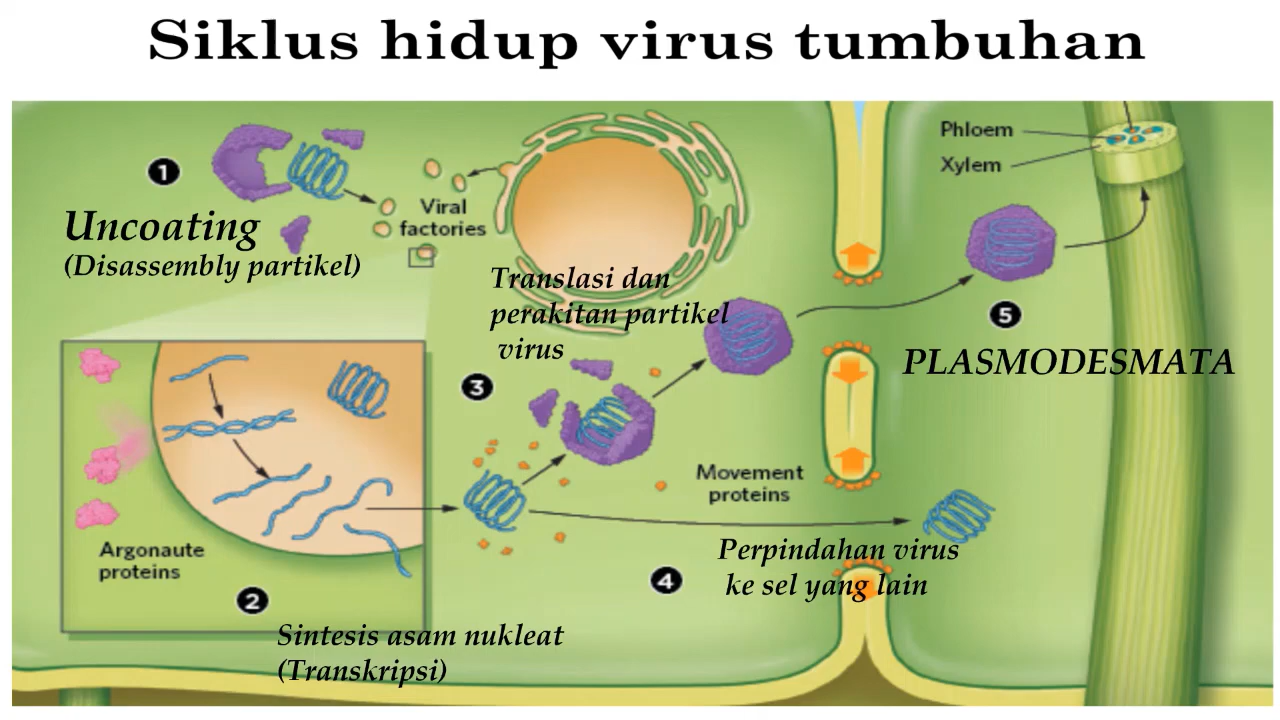 Siklus hidup virus tumbuhan
1
Uncoating
(Disassembly partikel)
Viral
factories
Phloem
Xylem
Translasi dan
perakitan partikel
virus
3
5
PLASMODESMATA
Movement
proteins
Argonaute
proteins
2
Sintesis asam nukleat
(Transkripsi)
4
Perpindahan virus
ke sel yang lain